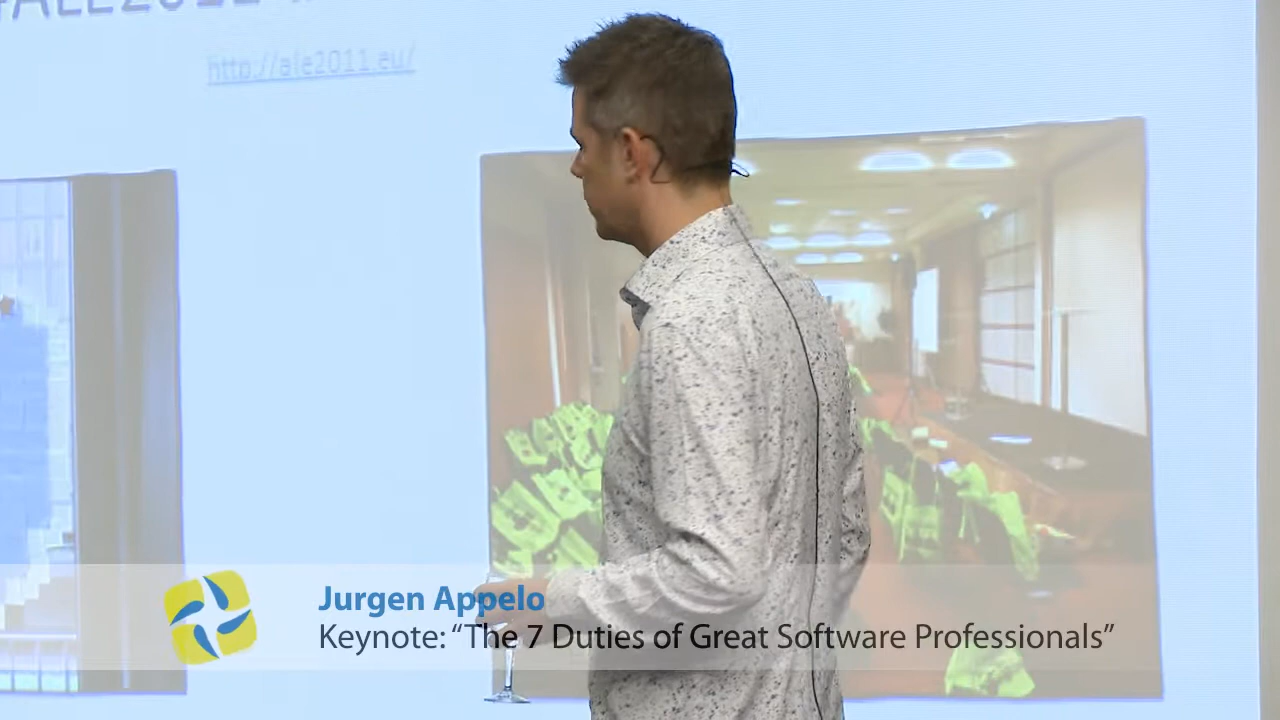 http://ale2011.eu/
Jurgen Appelo
Keynote: “The 7 Duties of Great Software Professionals”